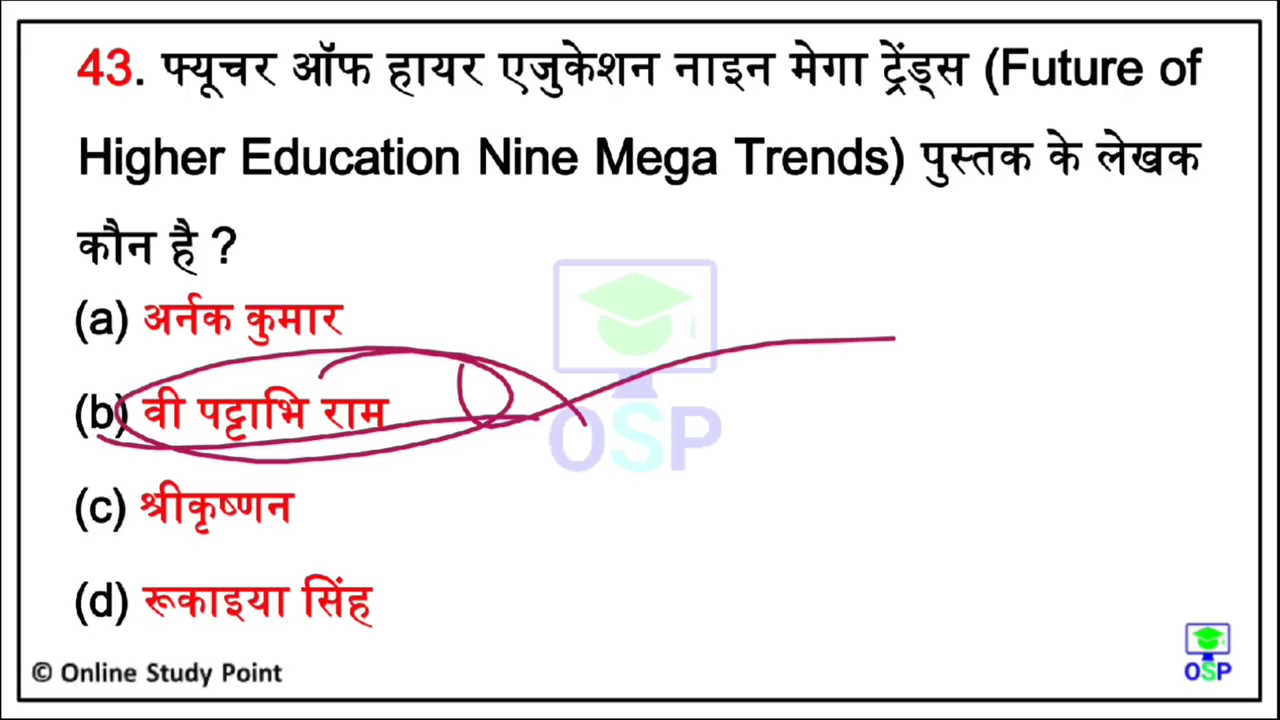 43. फ्यूचर ऑफ हायर एजुकेशन नाइन मेगा ट्रेंड्स (Future of
Higher Education Nine Mega Trends) पुस्तक के लेखक
कौन है ?
(a) अर्नक कुमार
(b) वी पट्टाभि राम
(c) श्रीकृष्णन
(d) रूकाइया सिंह
OSP
OSP
© Online Study Point